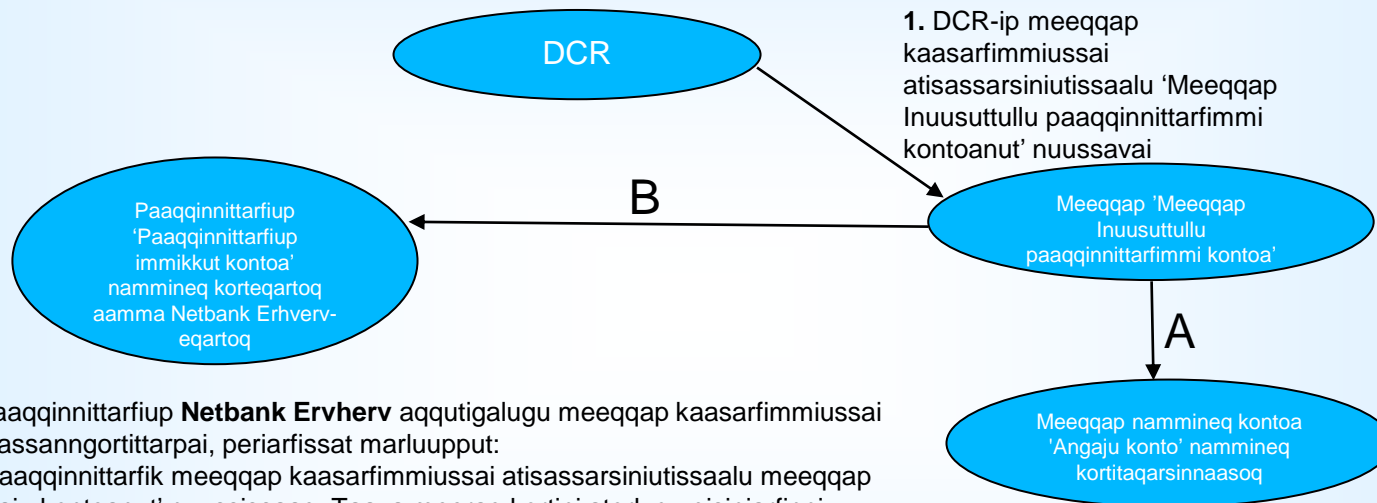 DCR
1. DCR-ip meeqqap
kaasarfimmiussai
atisassarsiniutissaalu ‘Meeqqap
Inuusuttullu paaqqinnittarfimmi
kontoanut’ nuussavai
B
Paaqqinnittarfiup
‘Paaqqinnittarfiup
immikkut kontoa’
nammineq korteqartoq
aamma Netbank Erhverv-
eqartoq
Meeqqap ’Meeqqap
Inuusuttullu
paaqqinnittarfimmi kontoa’
A
Meeqqap nammineq kontoa
’Angaju konto’ nammineq
kortitaqarsinnaasoq
aaqqinnittarfiup Netbank Ervherv aqqutigalugu meeqqap kaasarfimmiussai
assanngortittarpai, periarfissat marluupput:
aaqqinnittarfik meeqqap kaasarfimmiussai atisassarsiniutissaalu meeqqap